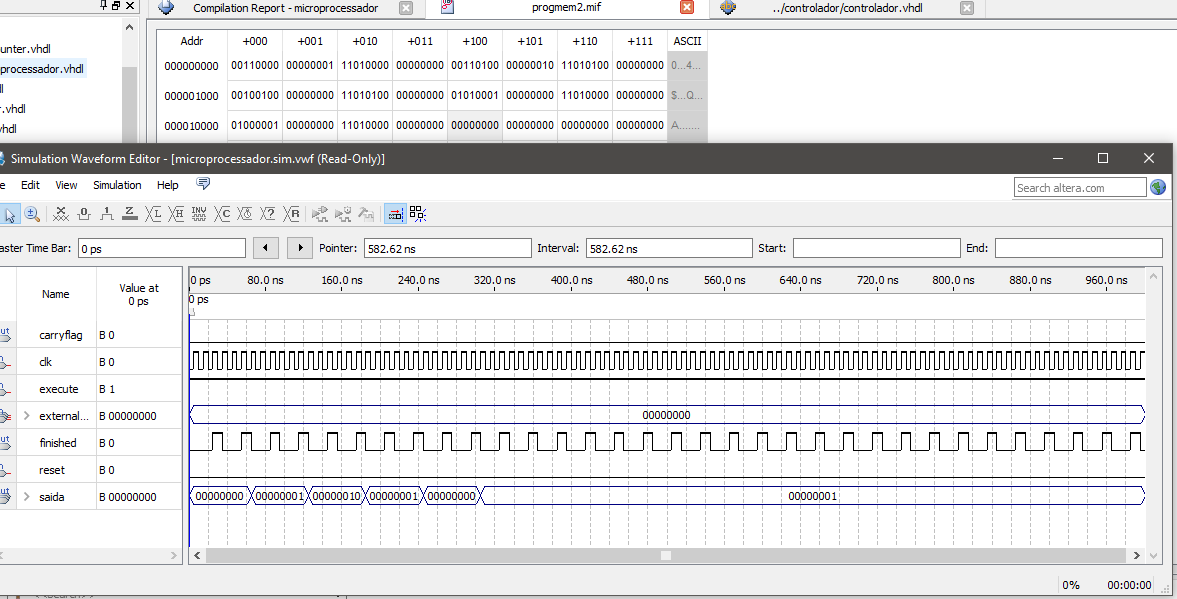 Compilation Report - microprocessador
progmem2.mif
../controlador/controlador.vhdl
unter.vhdl
processador.vhdl
r.vhdl
vhdl
Addr +000 +001 +010 +011 +100 +101 +110 +111 ASCII
000000000 00110000 00000001 11010000 00000000 00110100 00000010 11010100 00000000 0...4...
000001000 00100100 00000000 11010100 00000000 01010001 00000000 11010000 00000000 $...Q...
000010000 01000001 00000000 11010000 00000000 00000000 00000000 00000000 00000000 A.......
Simulation Waveform Editor - [microprocessador.sim.vwf (Read-Only)]
e Edit View Simulation Help
Search altera.com
aster Time Bar: 0 ps Pointer: 582.62 ns Interval: 582.62 ns Start: End:
Name Value at 0 ps
0 ps 80.0 ns 160.0 ns 240.0 ns 320.0 ns 400.0 ns 480.0 ns 560.0 ns 640.0 ns 720.0 ns 800.0 ns 880.0 ns 960.0 ns
0 ps
carryflag B 0
clk B 0
execute B 1
external... B 00000000 00000000
finished B 0
reset B 0
saida B 00000000 00000000 00000001 00000010 00000001 00000000 00000001
0% 00:00:00